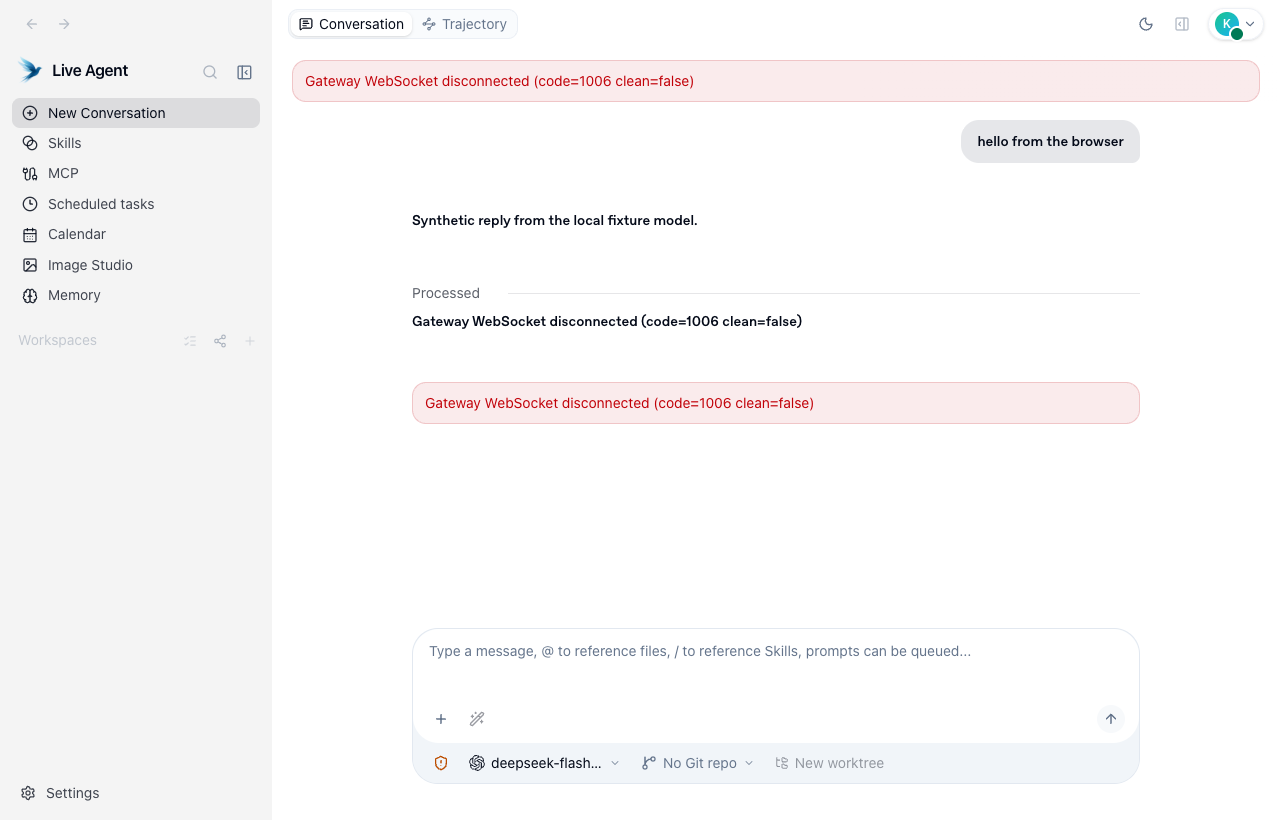 Conversation
Trajectory
K
Live Agent
New Conversation
Skills
MCP
Scheduled tasks
Calendar
Image Studio
Memory
Workspaces
Settings
Gateway WebSocket disconnected (code=1006 clean=false)
hello from the browser
Synthetic reply from the local fixture model.
Processed
Gateway WebSocket disconnected (code=1006 clean=false)
Gateway WebSocket disconnected (code=1006 clean=false)
Type a message, @ to reference files, / to reference Skills, prompts can be queued...
deepseek-flash...
No Git repo
New worktree